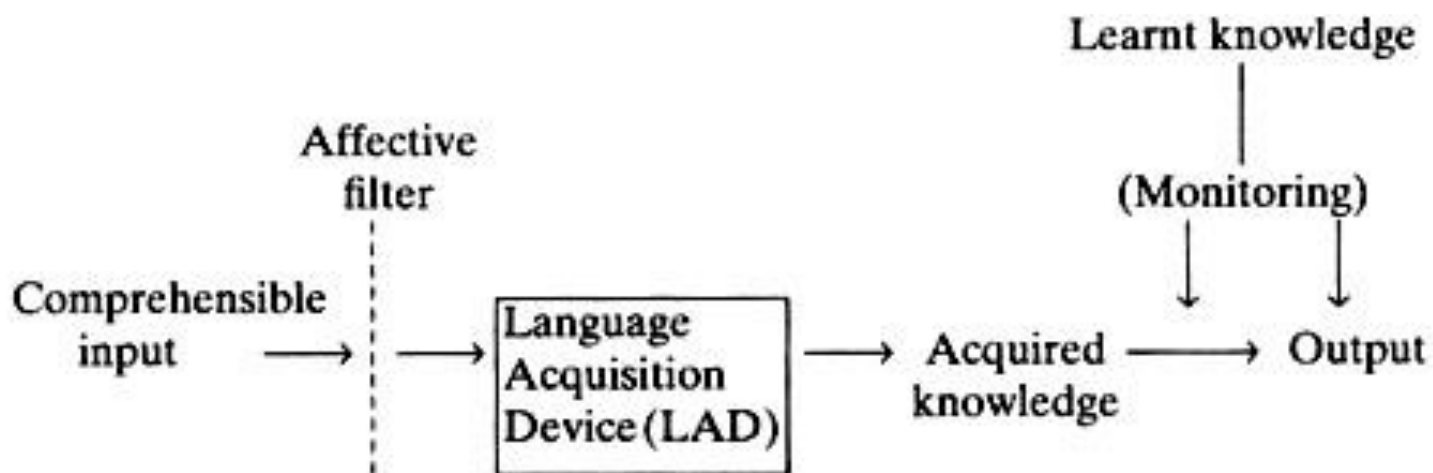 Learnt knowledge
Affective
filter
(Monitoring)
Comprehensible
input
Language
Acquisition
Device (LAD)
Acquired
knowledge
Output